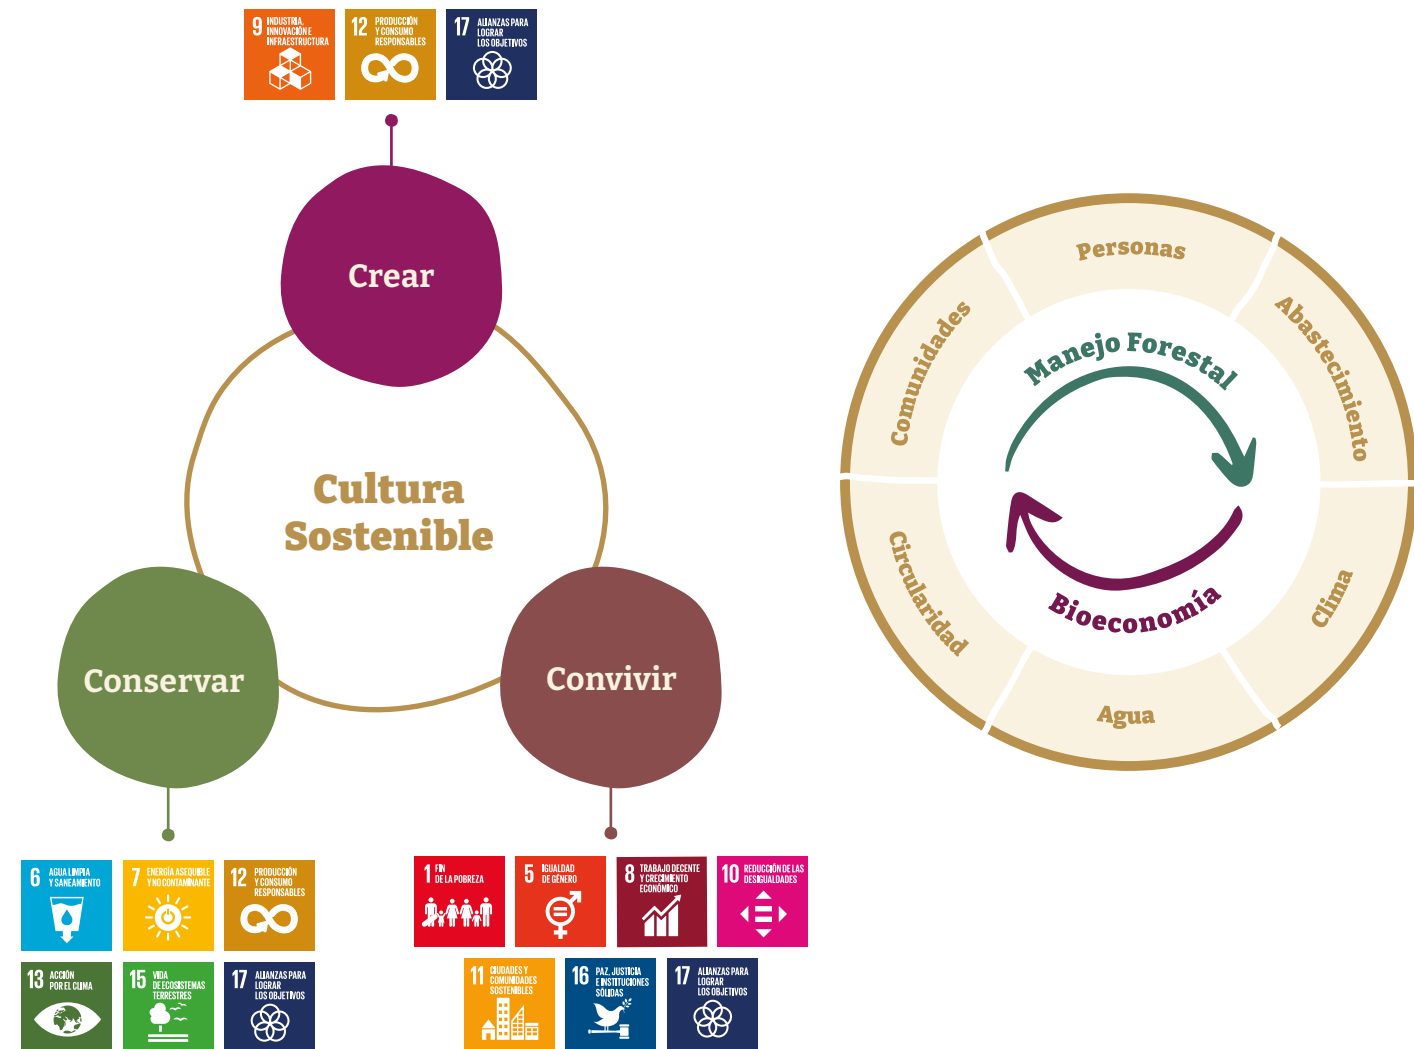 9 INDUSTRIA,
INNOVACIÓN E
INFRAESTRUCTURA
12 PRODUCCIÓN
Y CONSUMO
RESPONSABLES
17 ALIANZAS PARA
LOGRAR
LOS OBJETIVOS
Crear
Cultura
Sostenible
Conservar
Convivir
6 AGUA LIMPIA
Y SANEAMIENTO
7 ENERGÍA ASEQUIBLE
Y NO CONTAMINANTE
12 PRODUCCIÓN
Y CONSUMO
RESPONSABLES
13 ACCIÓN
POR EL CLIMA
15 VIDA
DE ECOSISTEMAS
TERRESTRES
17 ALIANZAS PARA
LOGRAR
LOS OBJETIVOS
1 FIN
DE LA POBREZA
5 IGUALDAD
DE GÉNERO
8 TRABAJO DECENTE
Y CRECIMIENTO
ECONÓMICO
10 REDUCCIÓN DE LAS
DESIGUALDADES
11 CIUDADES Y
COMUNIDADES
SOSTENIBLES
16 PAZ, JUSTICIA
E INSTITUCIONES
SÓLIDAS
17 ALIANZAS PARA
LOGRAR
LOS OBJETIVOS
Personas
Abastecimiento
Clima
Agua
Circularidad
Comunidades
Manejo Forestal
Bioeconomía